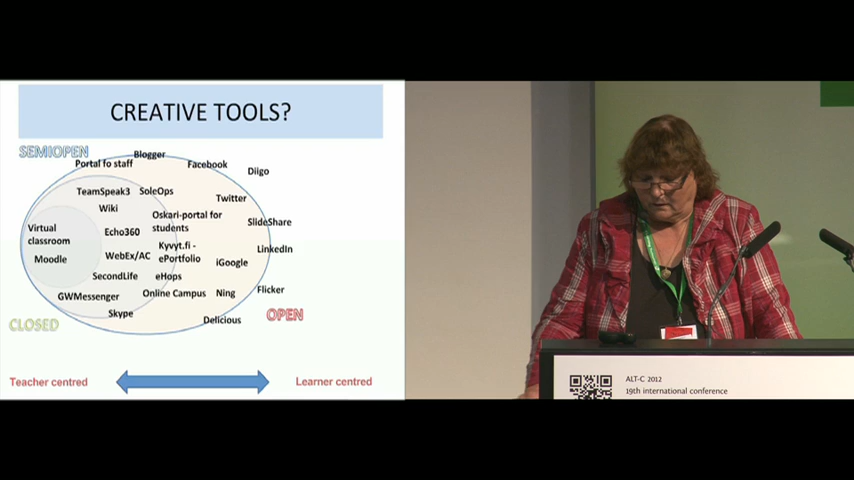 CREATIVE TOOLS?
SEMIOPEN
Blogger
Portal fo staff
Facebook
Diigo
TeamSpeak3
SoleOps
Twitter
Wiki
Oskari-portal for
students
SlideShare
Virtual
classroom
Echo360
Kyvyt.fi -
ePortfolio
LinkedIn
Moodle
WebEx/AC
iGoogle
SecondLife
eHops
GWMessenger
Online Campus
Ning
Flicker
Skype
Delicious
OPEN
CLOSED
Teacher centred
Learner centred
ALT-C 2012
19th international conference